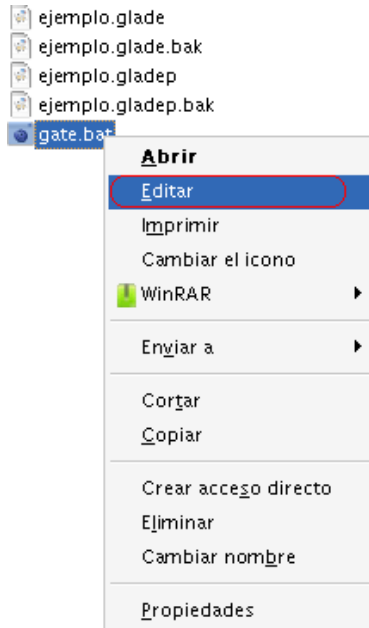 ejemplo.glade
ejemplo.glade.bak
ejemplo.gladep
ejemplo.gladep.bak
gate.bat
Abrir
Editar
Imprimir
Cambiar el icono
WinRAR
Enviar a
Cortar
Copiar
Crear acceso directo
Eliminar
Cambiar nombre
Propiedades